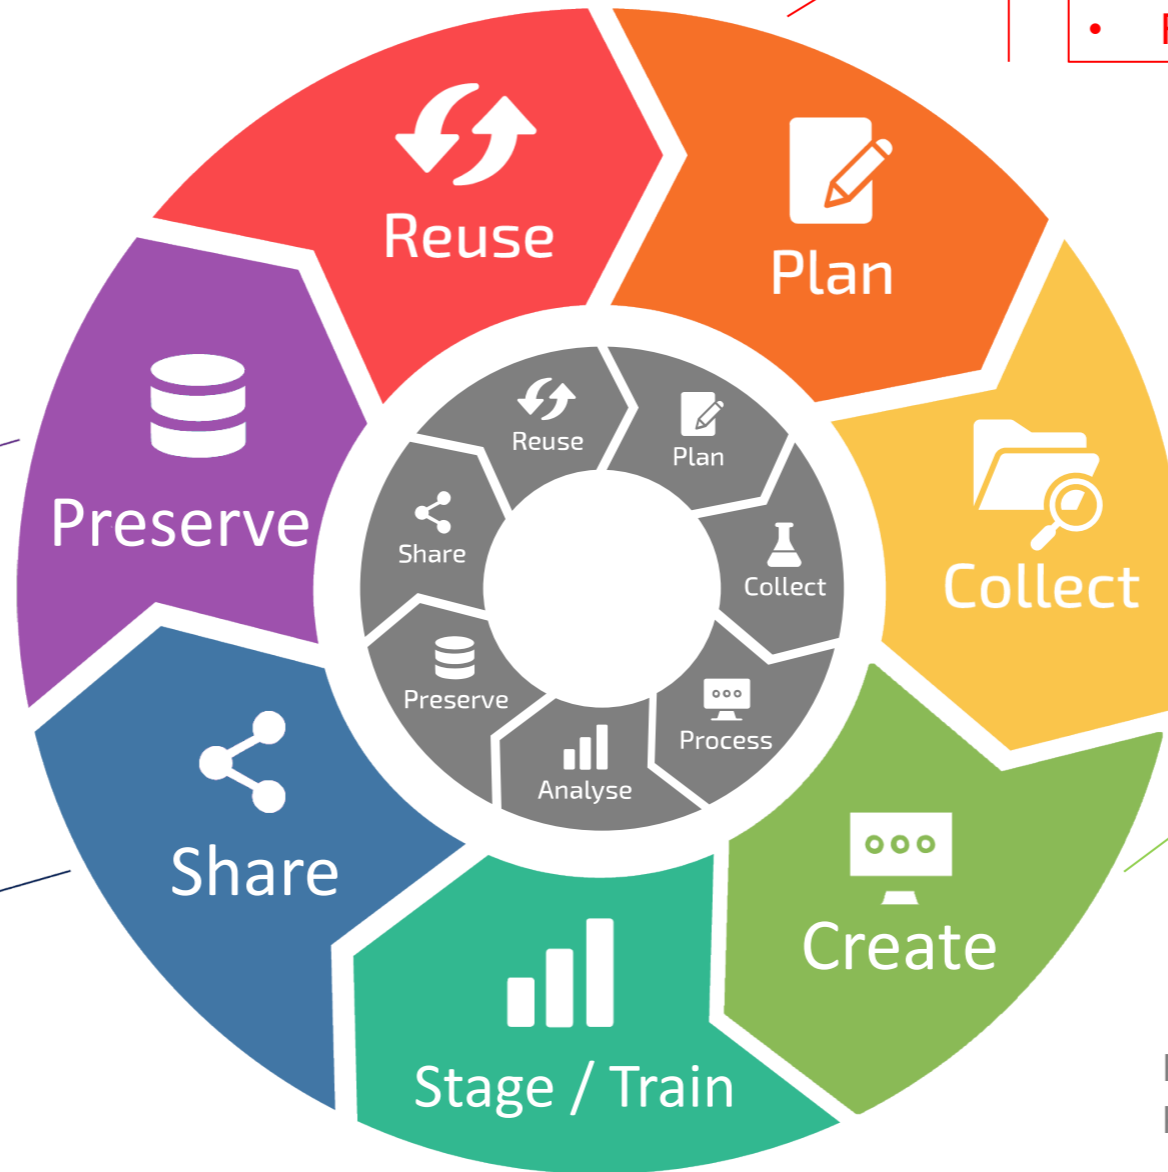 Reuse
Plan
Collect
Create
Stage / Train
Share
Preserve
Reuse
Plan
Collect
Process
Analyse
Preserve
Share